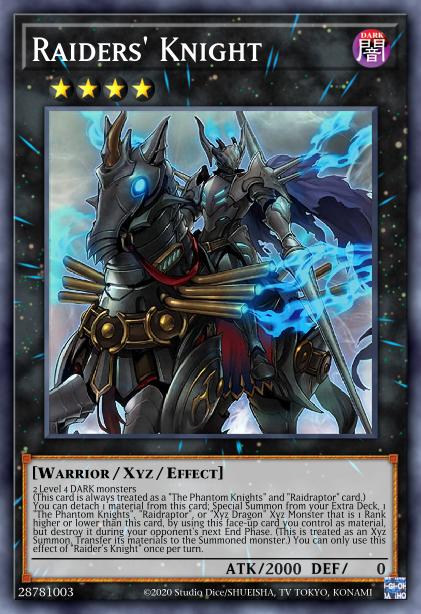 Raiders' Knight
DARK
闇
[Warrior / Xyz / Effect]
2 Level 4 DARK monsters
(This card is always treated as a "The Phantom Knights" and "Raidraptor" card.)
You can detach 1 material from this card; Special Summon from your Extra Deck, 1
"The Phantom Knights", "Raidraptor", or "Xyz Dragon" Xyz Monster that is 1 Rank
higher or lower than this card, by using this face-up card you control as material,
but destroy it during your opponent's next End Phase. (This is treated as an Xyz
Summon. Transfer its materials to the Summoned monster.) You can only use this
effect of "Raider's Knight" once per turn.
ATK/2000 DEF/ 0
28781003
©2020 Studio Dice/SHUEISHA, TV TOKYO, KONAMI